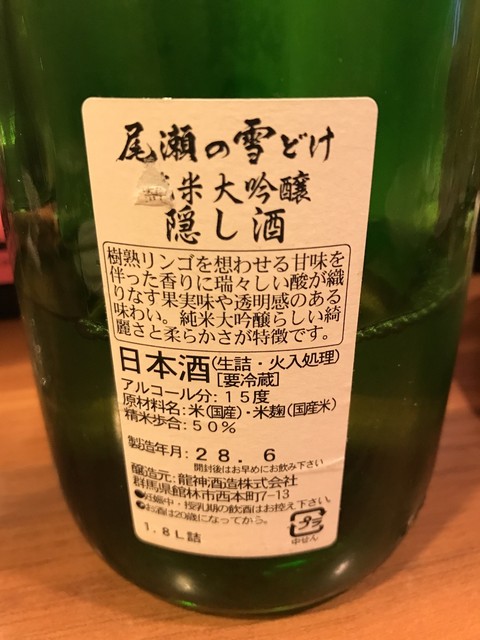 尾瀬の雪どけ
純米大吟醸
隠し酒
樹熟リンゴを想わせる甘味を
伴った香りに瑞々しい酸が織
りなす果実味や透明感のある
味わい。純米大吟醸らしい綺
麗さと柔らかさが特徴です。
日本酒(生詰・火入処理)
[要冷蔵]
アルコール分:15度
原材料名:米(国産)・米麹(国産米)
精米歩合:50%
製造年月:28.6
開封後はお早めにお飲み下さい
醸造元:龍神酒造株式会社
群馬県館林市西本町7-13
●妊娠中・授乳期の飲酒はお控え下さい。
●お酒は20歳になってから。
1.8L詰
プラ
中せん